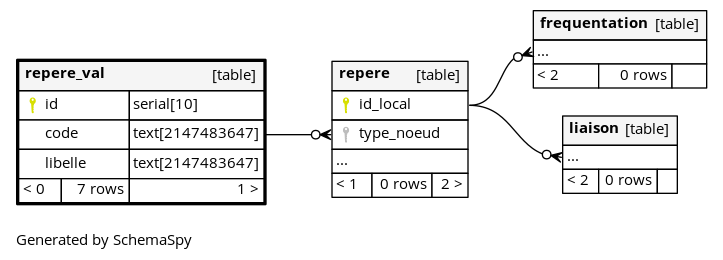 repere_val [table]
id serial[10]
code text[2147483647]
libelle text[2147483647]
< 0 7 rows 1 >
repere [table]
id_local
type_noeud
...
< 1 0 rows 2 >
frequentation [table]
...
< 2 0 rows
liaison [table]
...
< 2 0 rows
Generated by SchemaSpy